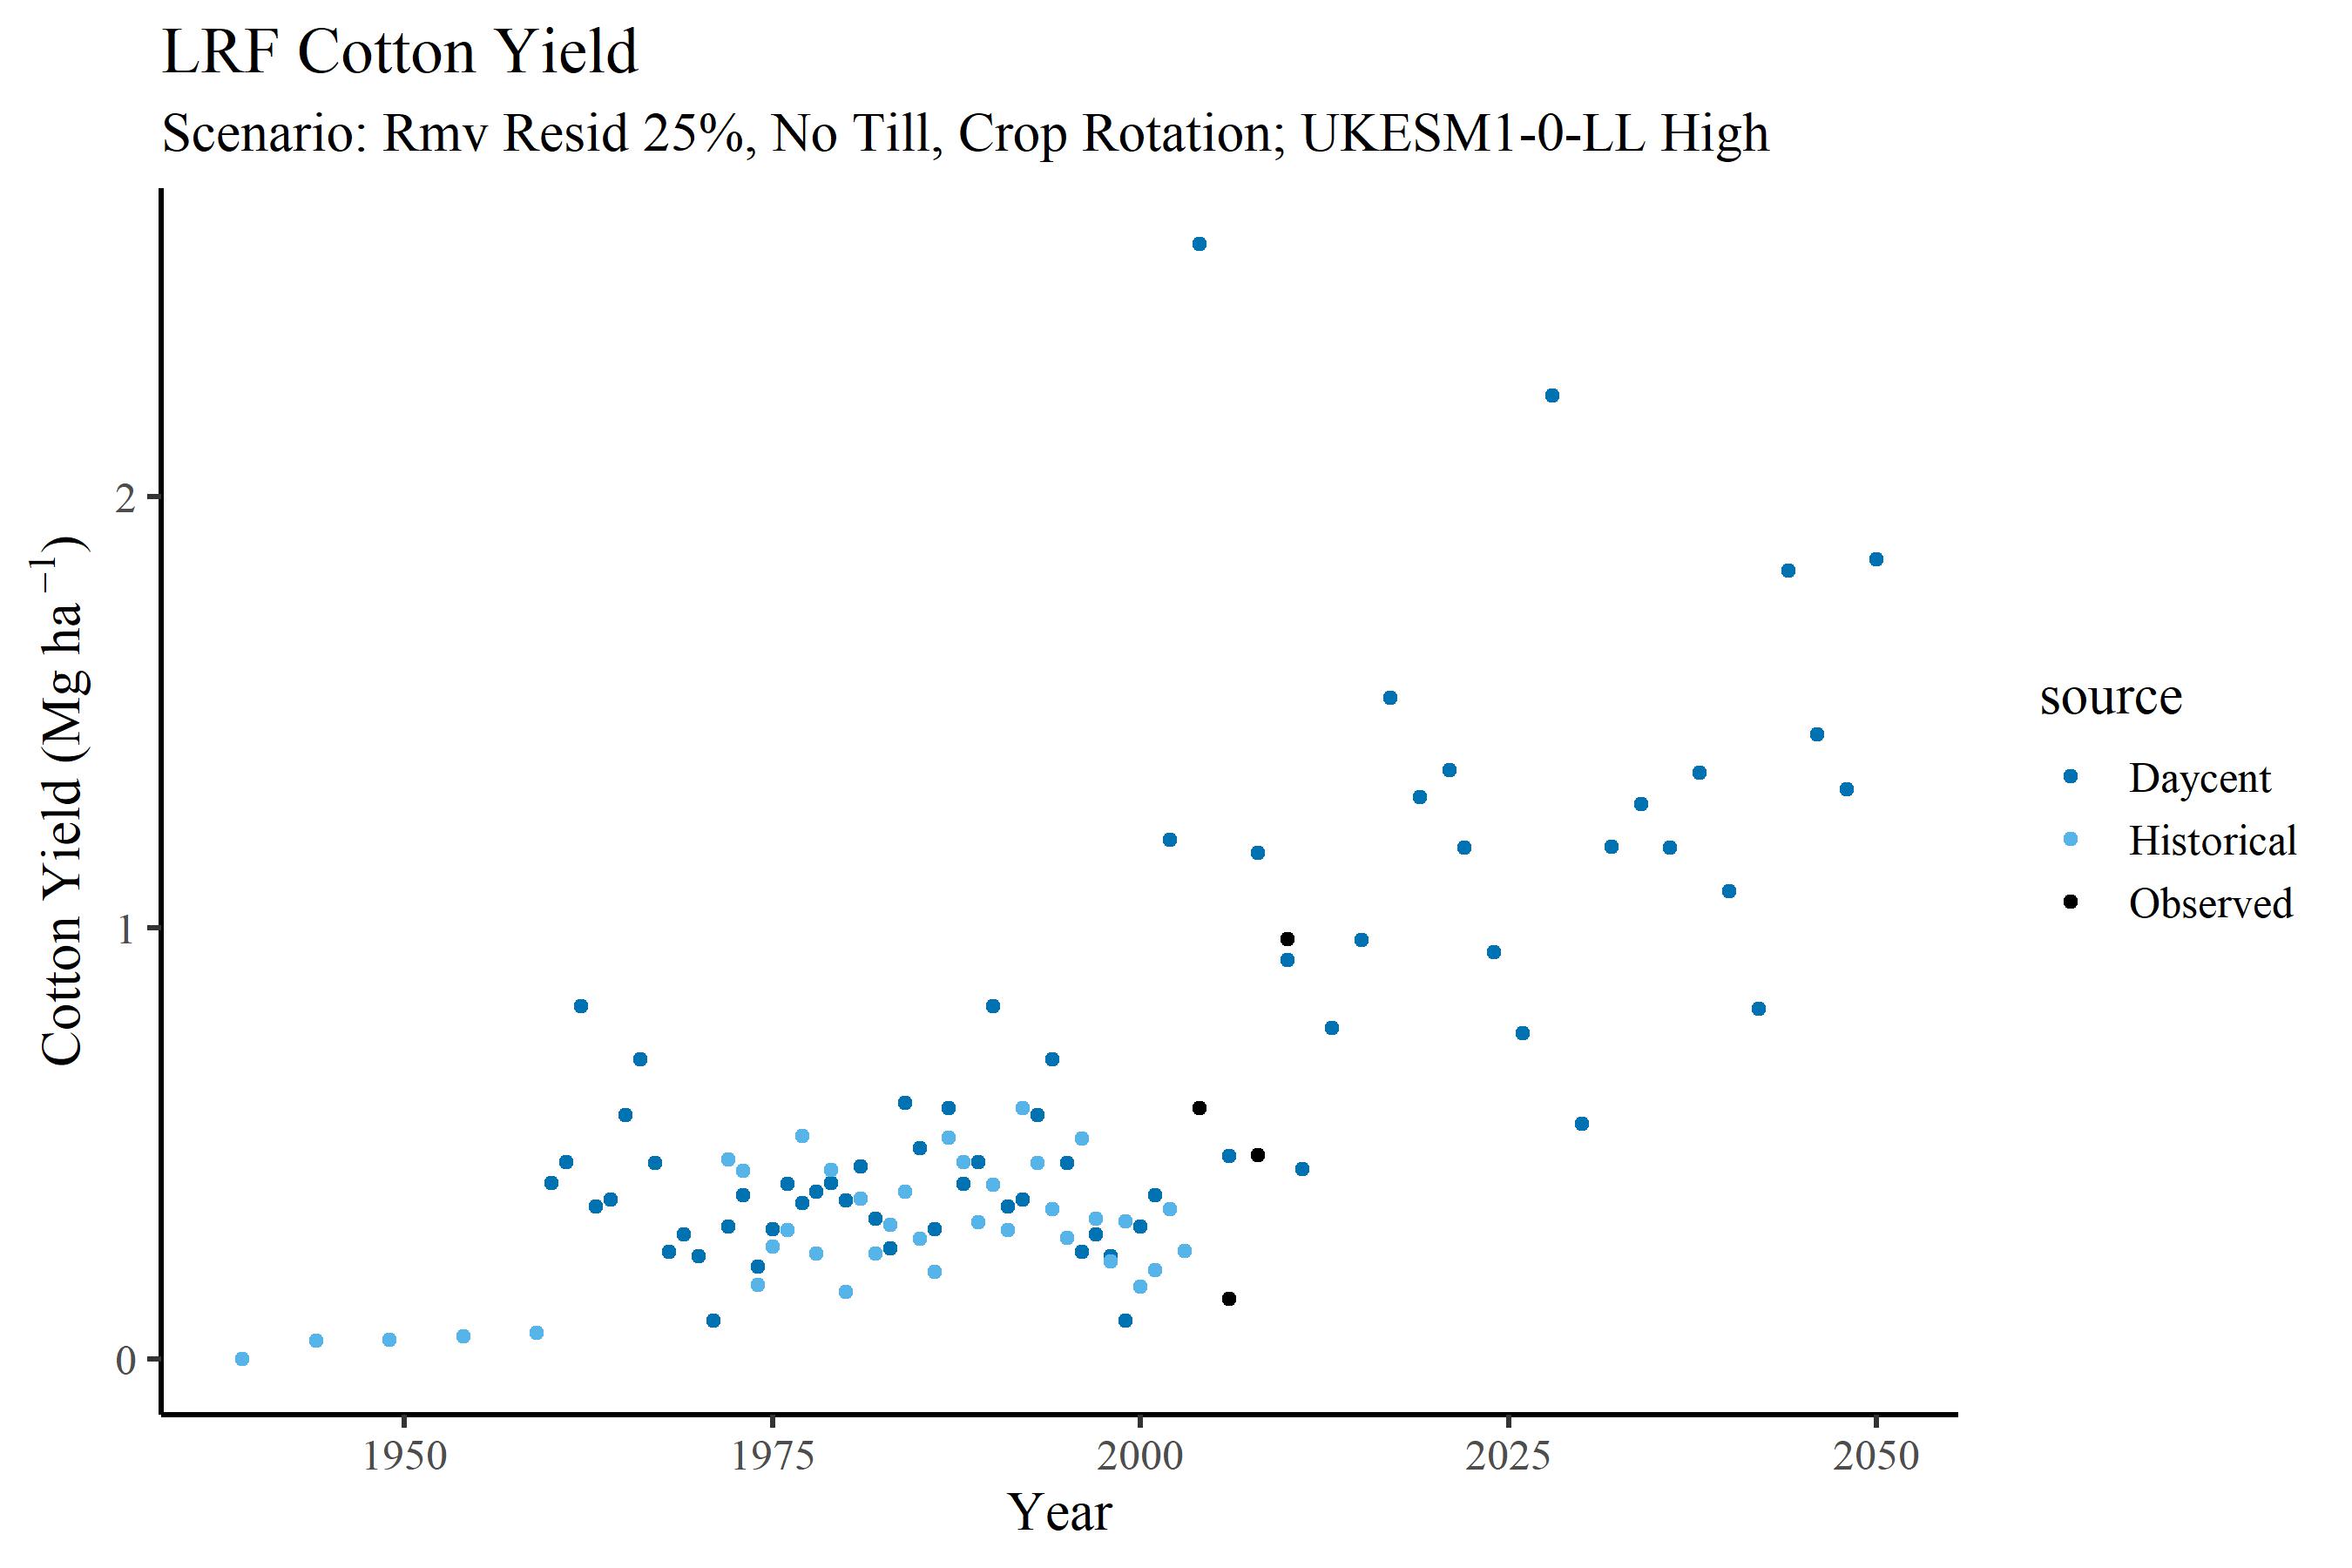 LRF Cotton Yield
Scenario: Rmv Resid 25%, No Till, Crop Rotation; UKESM1-0-LL High
Cotton Yield (Mg ha⁻¹)
2
1
0
1950 1975 2000 2025 2050
Year
source
Daycent
Historical
Observed